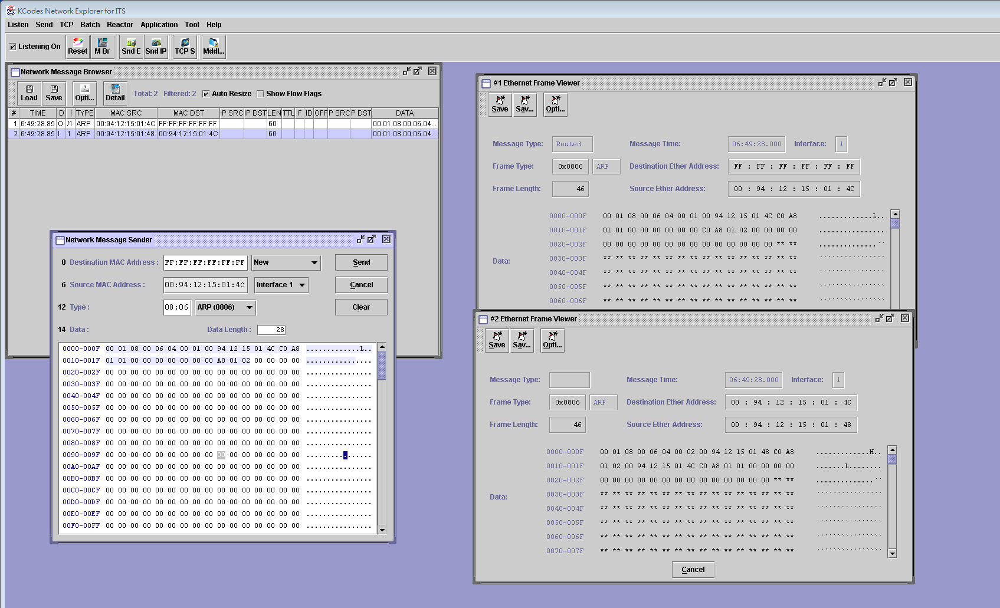 KCodes Network Explorer for ITS
Listen Send TCP Batch Reactor Application Tool Help
Listening On Reset M Br Snd E Snd IP TCP S Mddl...
Network Message Browser
Load Save Opti... Detail Total: 2 Filtered: 2 Auto Resize Show Flow Flags
# TIME D I TYPE MAC SRC MAC DST IP SRC IP DST LEN TTL F ID OFF P SRC P DST DATA
1 6:49:28.85 O /1 ARP 00:94:12:15:01:4C FF:FF:FF:FF:FF:FF 60 00.01.08.00.06.04...
2 6:49:28.85 I 1 ARP 00:94:12:15:01:48 00:94:12:15:01:4C 60 00.01.08.00.06.04...
Network Message Sender
0 Destination MAC Address : FF:FF:FF:FF:FF:FF New Send
6 Source MAC Address : 00:94:12:15:01:4C Interface 1 Cancel
12 Type : 08:06 ARP (0806) Clear
14 Data : Data Length : 28
0000-000F 00 01 08 00 06 04 00 01 00 94 12 15 01 4C C0 A8 .............L..
0010-001F 01 01 00 00 00 00 00 00 C0 A8 01 02 00 00 00 00 ................
0020-002F 00 00 00 00 00 00 00 00 00 00 00 00 00 00 00 00 ................
0030-003F 00 00 00 00 00 00 00 00 00 00 00 00 00 00 00 00 ................
0040-004F 00 00 00 00 00 00 00 00 00 00 00 00 00 00 00 00 ................
0050-005F 00 00 00 00 00 00 00 00 00 00 00 00 00 00 00 00 ................
0060-006F 00 00 00 00 00 00 00 00 00 00 00 00 00 00 00 00 ................
0070-007F 00 00 00 00 00 00 00 00 00 00 00 00 00 00 00 00 ................
0080-008F 00 00 00 00 00 00 00 00 00 00 00 00 00 00 00 00 ................
0090-009F 00 00 00 00 00 00 00 00 00 00 00 00 00 00 00 00 ................
00A0-00AF 00 00 00 00 00 00 00 00 00 00 00 00 00 00 00 00 ................
00B0-00BF 00 00 00 00 00 00 00 00 00 00 00 00 00 00 00 00 ................
00C0-00CF 00 00 00 00 00 00 00 00 00 00 00 00 00 00 00 00 ................
00D0-00DF 00 00 00 00 00 00 00 00 00 00 00 00 00 00 00 00 ................
00E0-00EF 00 00 00 00 00 00 00 00 00 00 00 00 00 00 00 00 ................
00F0-00FF 00 00 00 00 00 00 00 00 00 00 00 00 00 00 00 00 ................
#1 Ethernet Frame Viewer
Save Sav... Opti...
Message Type: Routed Message Time: 06:49:28.000 Interface: 1
Frame Type: 0x0806 ARP Destination Ether Address: FF : FF : FF : FF : FF : FF
Frame Length: 46 Source Ether Address: 00 : 94 : 12 : 15 : 01 : 4C
Data:
0000-000F 00 01 08 00 06 04 00 01 00 94 12 15 01 4C C0 A8 .............L..
0010-001F 01 01 00 00 00 00 00 00 C0 A8 01 02 00 00 00 00 ................
0020-002F 00 00 00 00 00 00 00 00 00 00 00 00 00 00 ** ** ..............``
0030-003F ** ** ** ** ** ** ** ** ** ** ** ** ** ** ** ** ````````````````
0040-004F ** ** ** ** ** ** ** ** ** ** ** ** ** ** ** ** ````````````````
0050-005F ** ** ** ** ** ** ** ** ** ** ** ** ** ** ** ** ````````````````
0060-006F ** ** ** ** ** ** ** ** ** ** ** ** ** ** ** ** ````````````````
#2 Ethernet Frame Viewer
Save Sav... Opti...
Message Type: Message Time: 06:49:28.000 Interface: 1
Frame Type: 0x0806 ARP Destination Ether Address: 00 : 94 : 12 : 15 : 01 : 4C
Frame Length: 46 Source Ether Address: 00 : 94 : 12 : 15 : 01 : 48
Data:
0000-000F 00 01 08 00 06 04 00 02 00 94 12 15 01 48 C0 A8 .............H..
0010-001F 01 02 00 94 12 15 01 4C C0 A8 01 01 00 00 00 00 .......L........
0020-002F 00 00 00 00 00 00 00 00 00 00 00 00 00 00 ** ** ..............``
0030-003F ** ** ** ** ** ** ** ** ** ** ** ** ** ** ** ** ````````````````
0040-004F ** ** ** ** ** ** ** ** ** ** ** ** ** ** ** ** ````````````````
0050-005F ** ** ** ** ** ** ** ** ** ** ** ** ** ** ** ** ````````````````
0060-006F ** ** ** ** ** ** ** ** ** ** ** ** ** ** ** ** ````````````````
0070-007F ** ** ** ** ** ** ** ** ** ** ** ** ** ** ** ** ````````````````
Cancel